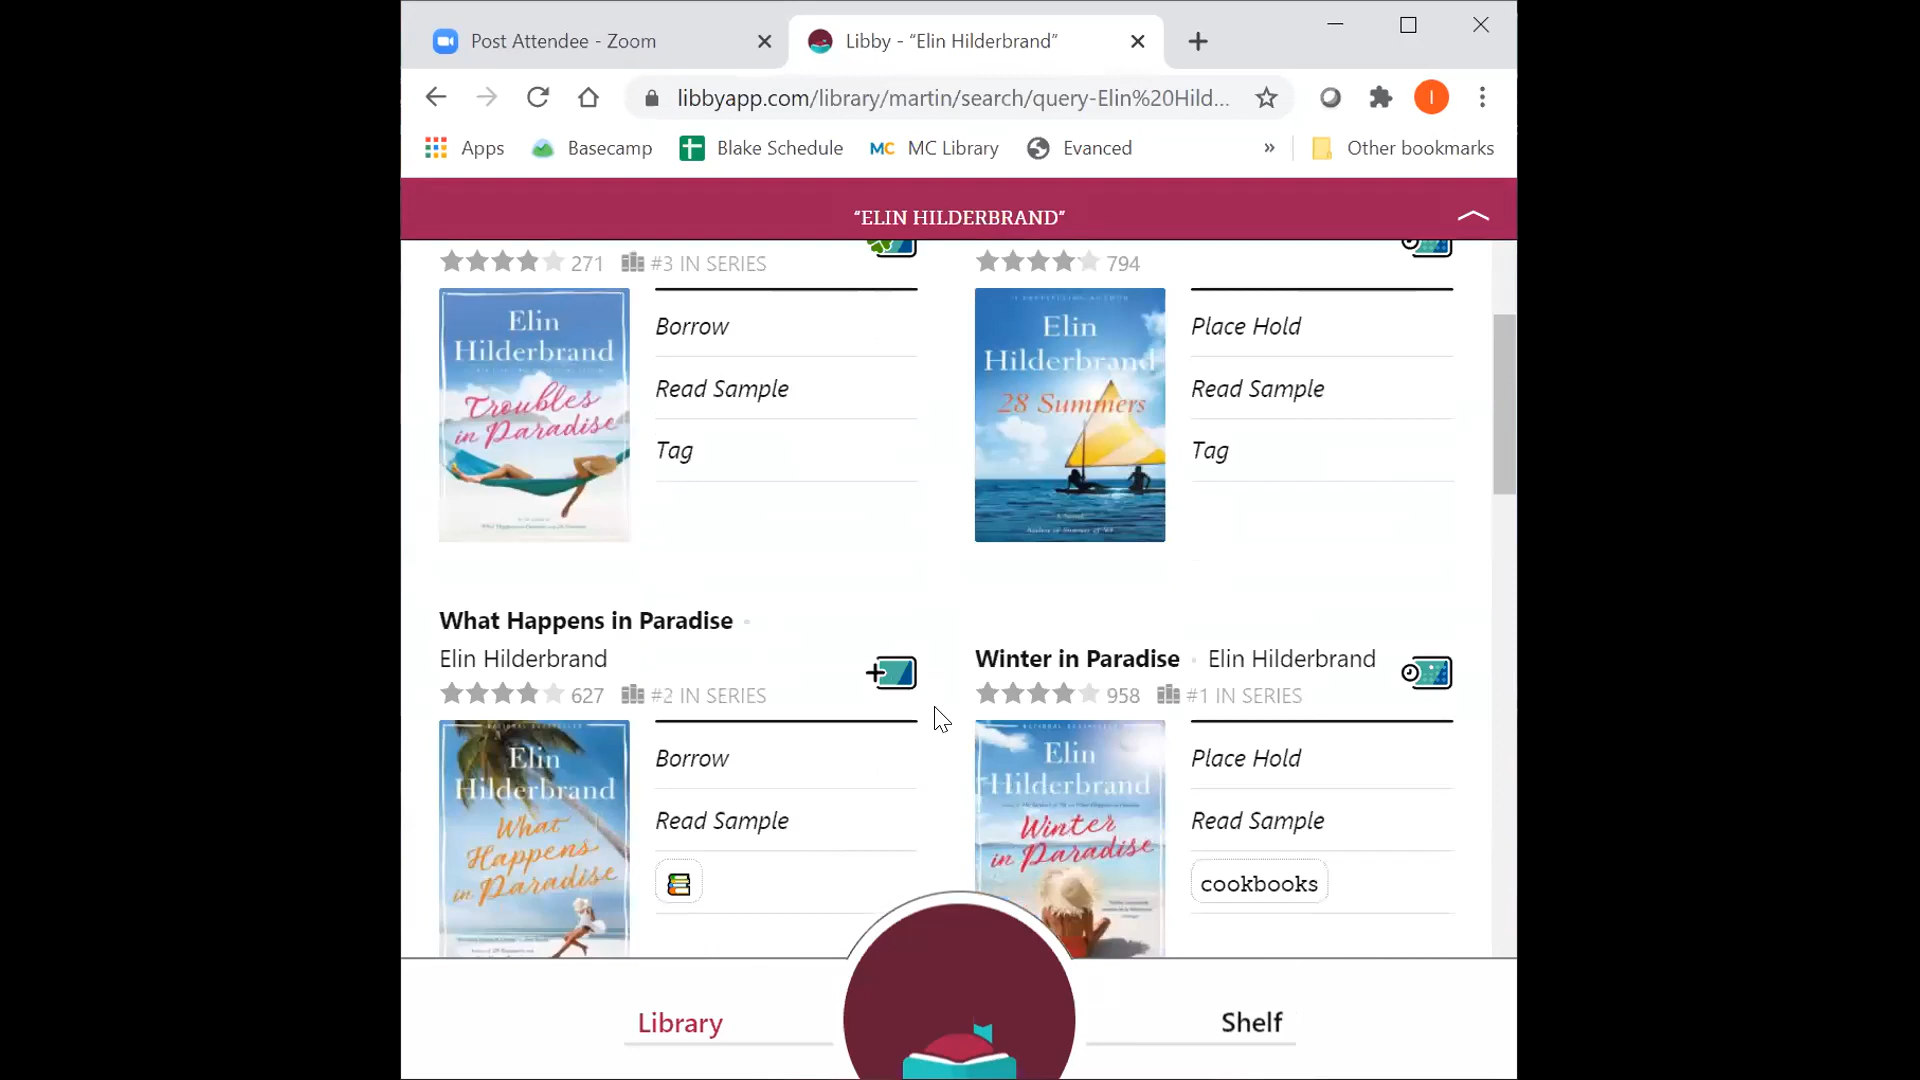 Post Attendee - Zoom
Libby - “Elin Hilderbrand”
libbyapp.com/library/martin/search/query-Elin%20Hild...
I
Apps
Basecamp
Blake Schedule
MC MC Library
Evanced
»
Other bookmarks
“ELIN HILDERBRAND”
271 #3 IN SERIES
Elin
Hilderbrand
Troubles
in Paradise
Borrow
Read Sample
Tag
794
Elin
Hilderbrand
28 Summers
Place Hold
Read Sample
Tag
What Happens in Paradise
Elin Hilderbrand
627 #2 IN SERIES
Elin
Hilderbrand
What
Happens
in Paradise
Borrow
Read Sample
Winter in Paradise Elin Hilderbrand
958 #1 IN SERIES
NATIONAL BESTSELLER
Elin
Hilderbrand
Winter
in Paradise
Place Hold
Read Sample
cookbooks
Library
Shelf